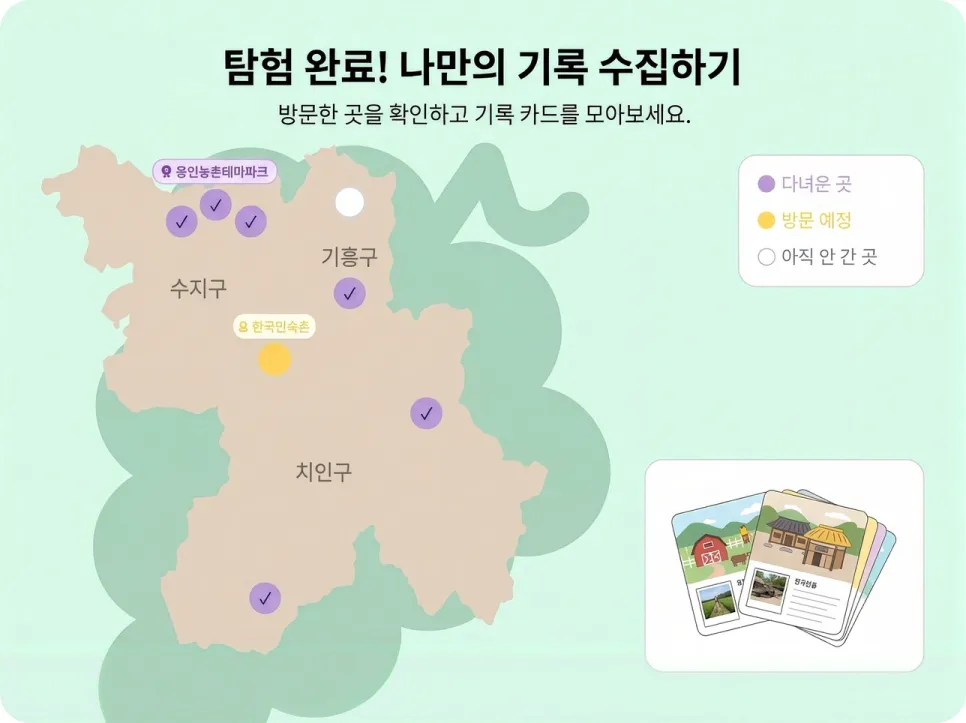 탐험 완료! 나만의 기록 수집하기
방문한 곳을 확인하고 기록 카드를 모아보세요.
용인농촌테마파크
다녀온 곳
방문 예정
아직 안 간 곳
기흥구
수지구
한국민속촌
치인구